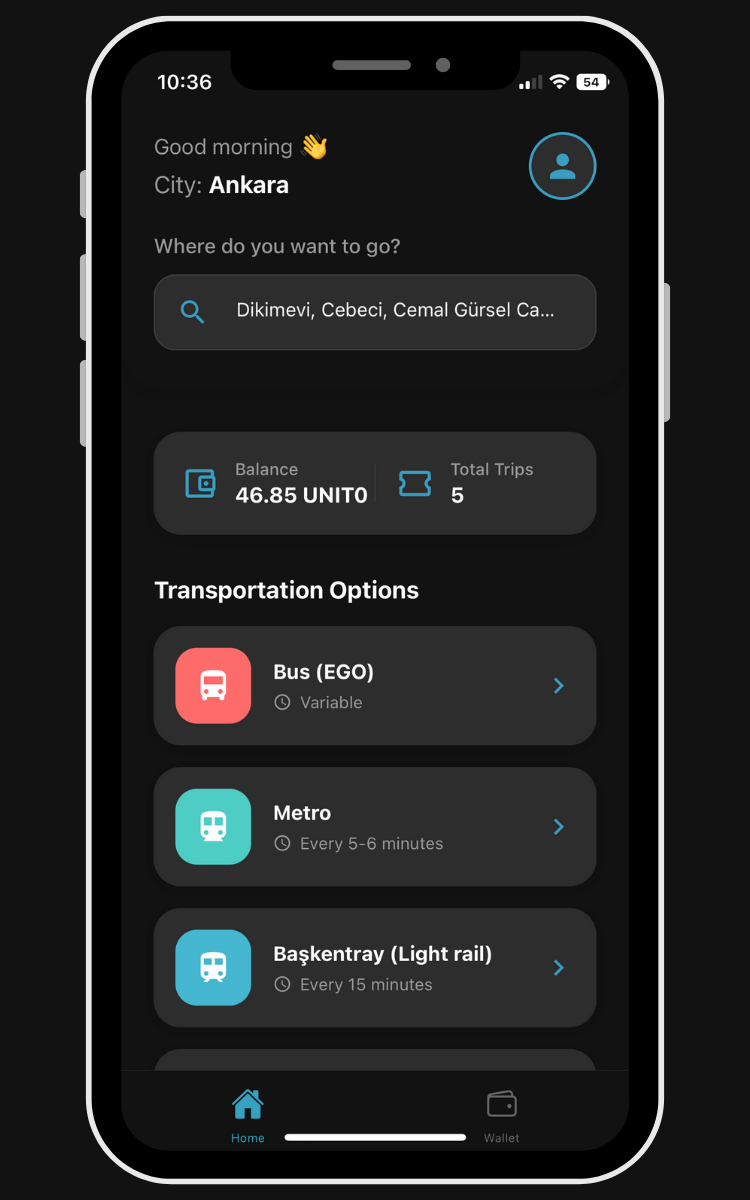 10:36
54
Good morning 👋
City: Ankara
Where do you want to go?
Dikimevi, Cebeci, Cemal Gürsel Ca...
Balance
46.85 UNIT0
Total Trips
5
Transportation Options
Bus (EGO)
Variable
Metro
Every 5-6 minutes
Başkentray (Light rail)
Every 15 minutes
Home
Wallet